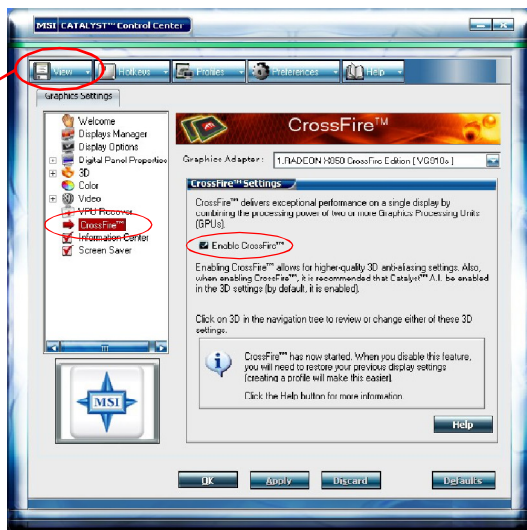 MSI CATALYST™ Control Center
View Hotkeys Profiles Preferences Help
Graphics Settings
Welcome
Displays Manager
Display Options
Digital Panel Properties
3D
Color
Video
VPU Recover
CrossFire™
Information Center
Screen Saver
MSI
CrossFire™
Graphics Adapter:
1.RADEON X850 CrossFire Edition [VG010s]
CrossFire™ Settings
CrossFire™ delivers exceptional performance on a single display by
combining the processing power of two or more Graphics Processing Units
(GPUs).
Enable CrossFire™
Enabling CrossFire™ allows for higher-quality 3D anti-aliasing settings. Also,
when enabling CrossFire™, it is recommended that Catalyst™ A.I. be enabled
in the 3D settings (by default, it is enabled).
Click on 3D in the navigation tree to review or change either of these 3D
settings.
CrossFire™ has now started. When you disable this feature,
you will need to restore your previous display settings
(creating a profile will make this easier).
Click the Help button for more information.
Help
OK Apply Discard Defaults